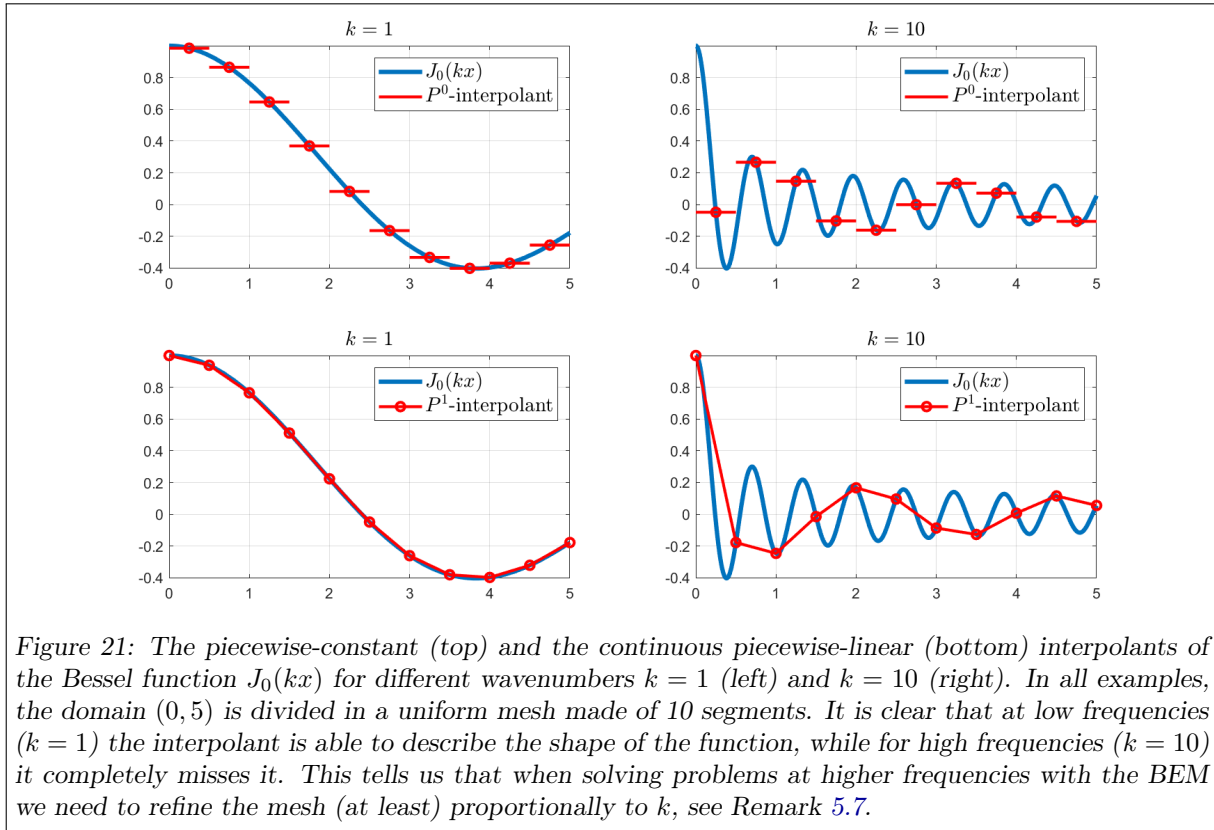 k = 1
0.8
0.6
0.4
0.2
0
-0.2
-0.4
0 1 2 3 4 5
J₀(kx)
P⁰-interpolant
k = 10
0.8
0.6
0.4
0.2
0
-0.2
-0.4
0 1 2 3 4 5
J₀(kx)
P⁰-interpolant
k = 1
0.8
0.6
0.4
0.2
0
-0.2
-0.4
0 1 2 3 4 5
J₀(kx)
P¹-interpolant
k = 10
0.8
0.6
0.4
0.2
0
-0.2
-0.4
0 1 2 3 4 5
J₀(kx)
P¹-interpolant
Figure 21: The piecewise-constant (top) and the continuous piecewise-linear (bottom) interpolants of
the Bessel function J₀(kx) for different wavenumbers k = 1 (left) and k = 10 (right). In all examples,
the domain (0, 5) is divided in a uniform mesh made of 10 segments. It is clear that at low frequencies
(k = 1) the interpolant is able to describe the shape of the function, while for high frequencies (k = 10)
it completely misses it. This tells us that when solving problems at higher frequencies with the BEM
we need to refine the mesh (at least) proportionally to k, see Remark 5.7.